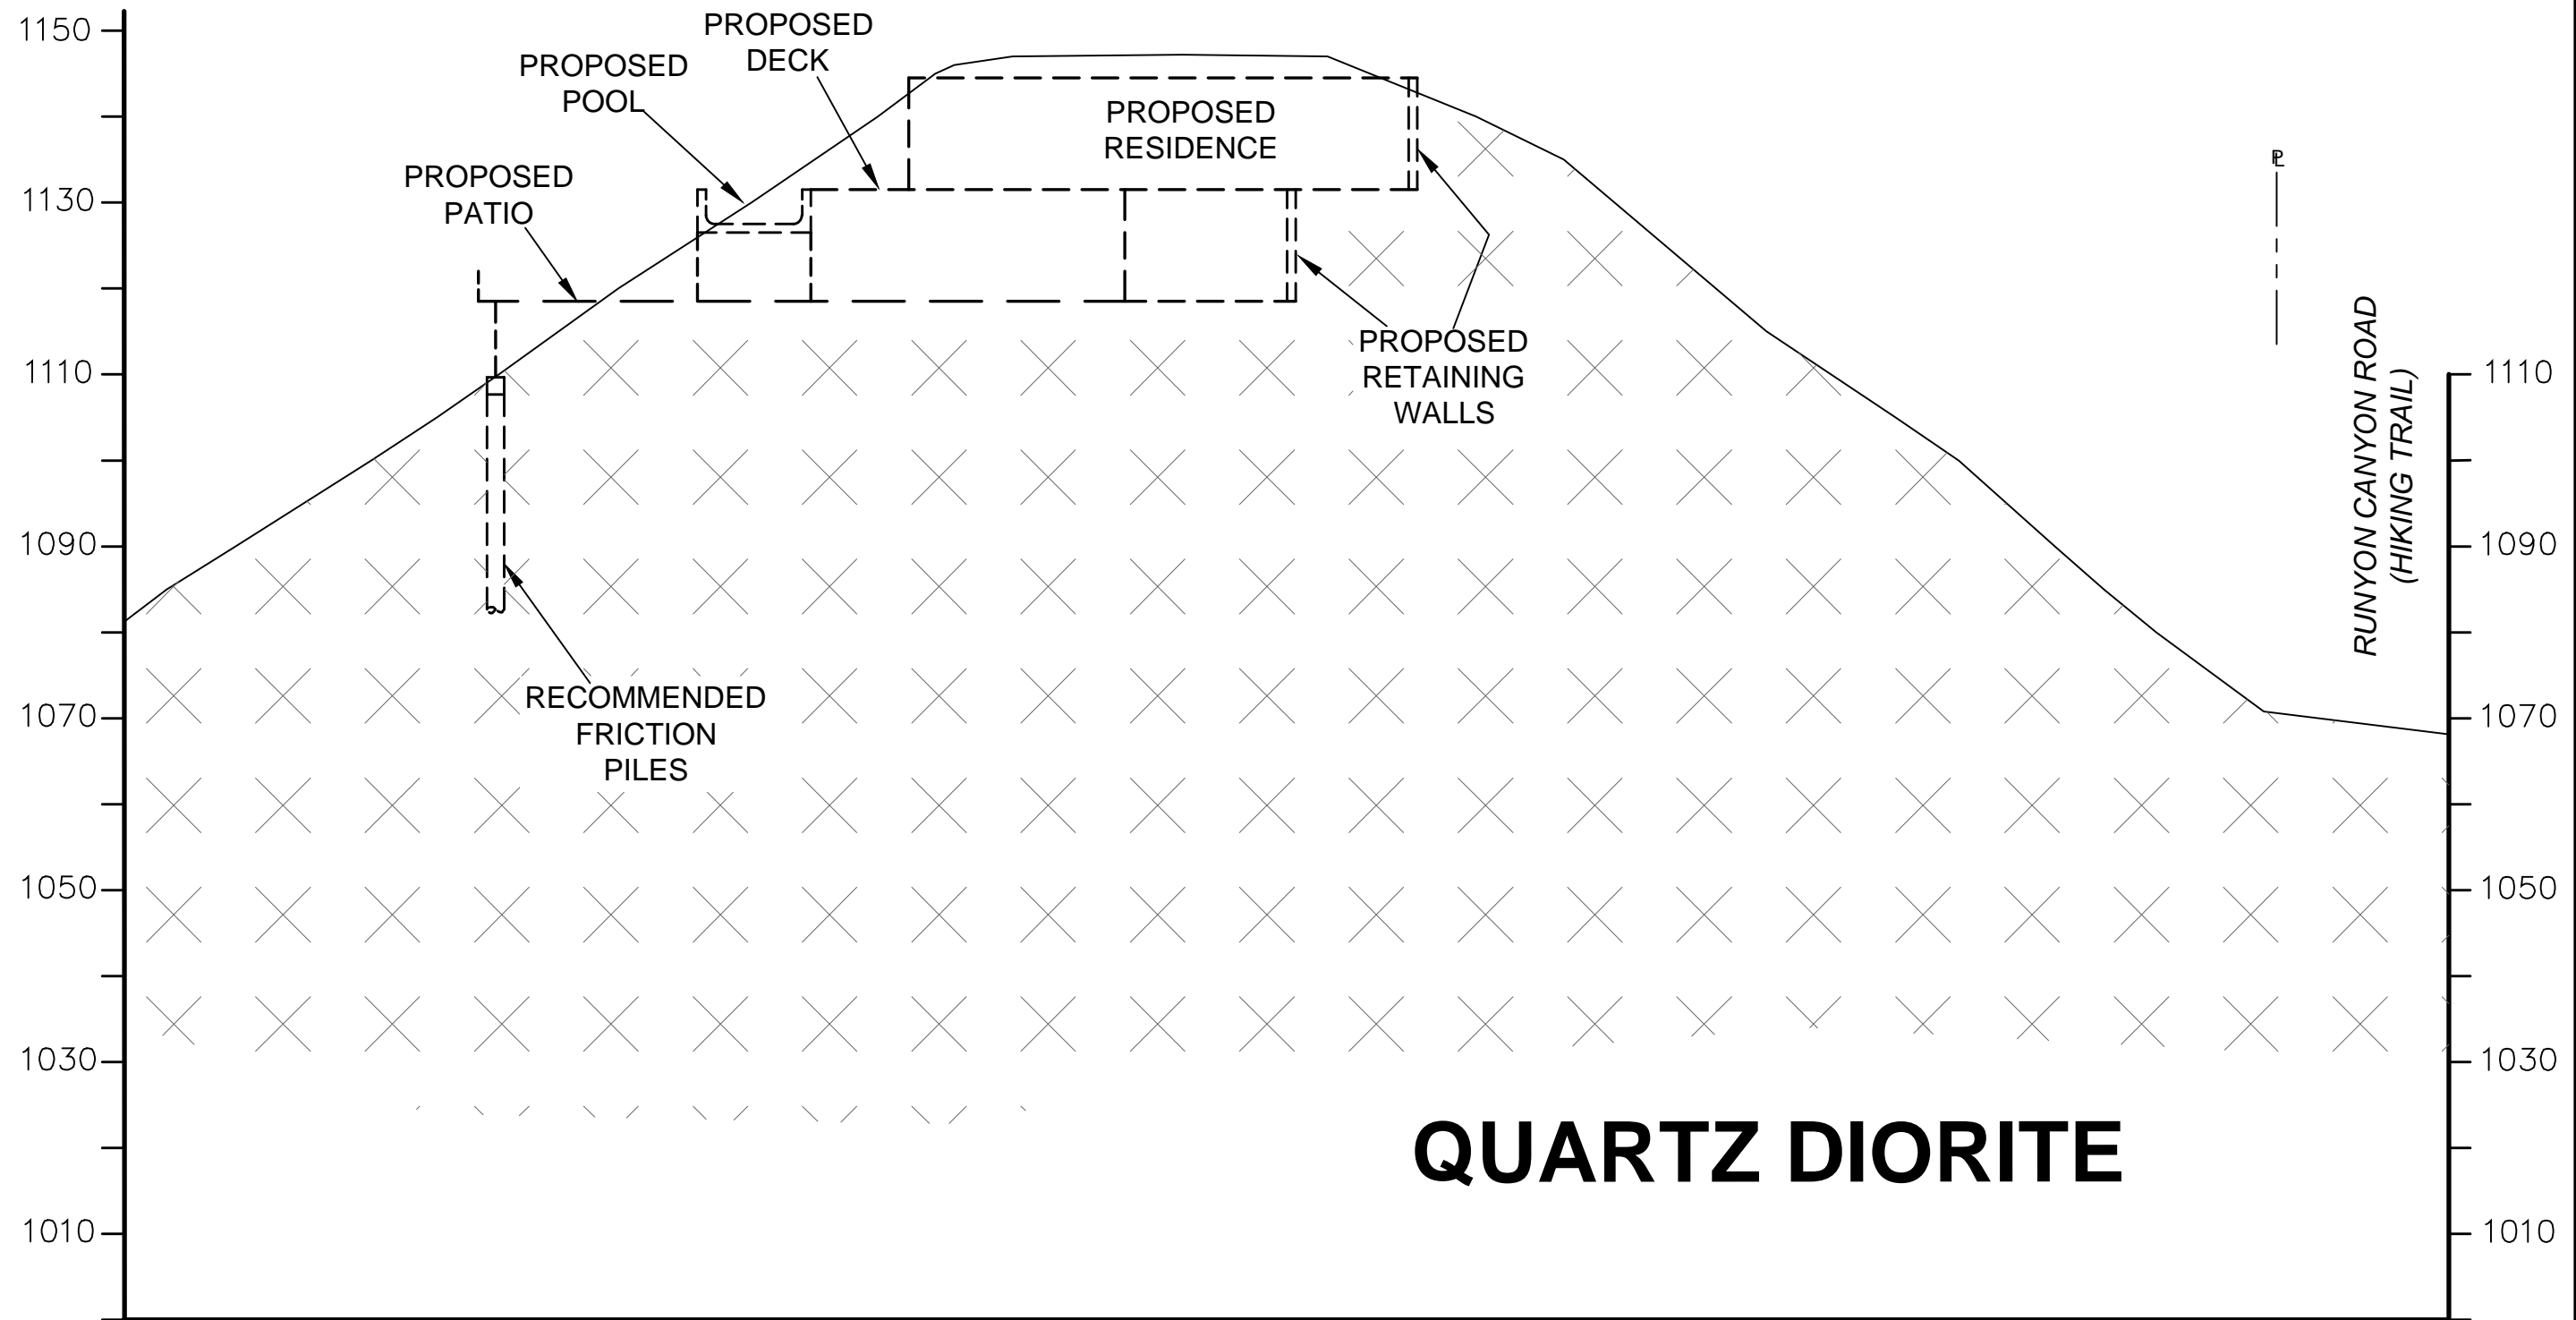 1150
PROPOSED
DECK
PROPOSED
POOL
PROPOSED
RESIDENCE
PROPOSED
PATIO
1130
PL
1110
PROPOSED
RETAINING
WALLS
RUNYON CANYON ROAD
(HIKING TRAIL)
1110
1090
1090
RECOMMENDED
FRICTION
PILES
1070
1070
1050
1050
1030
1030
QUARTZ DIORITE
1010
1010